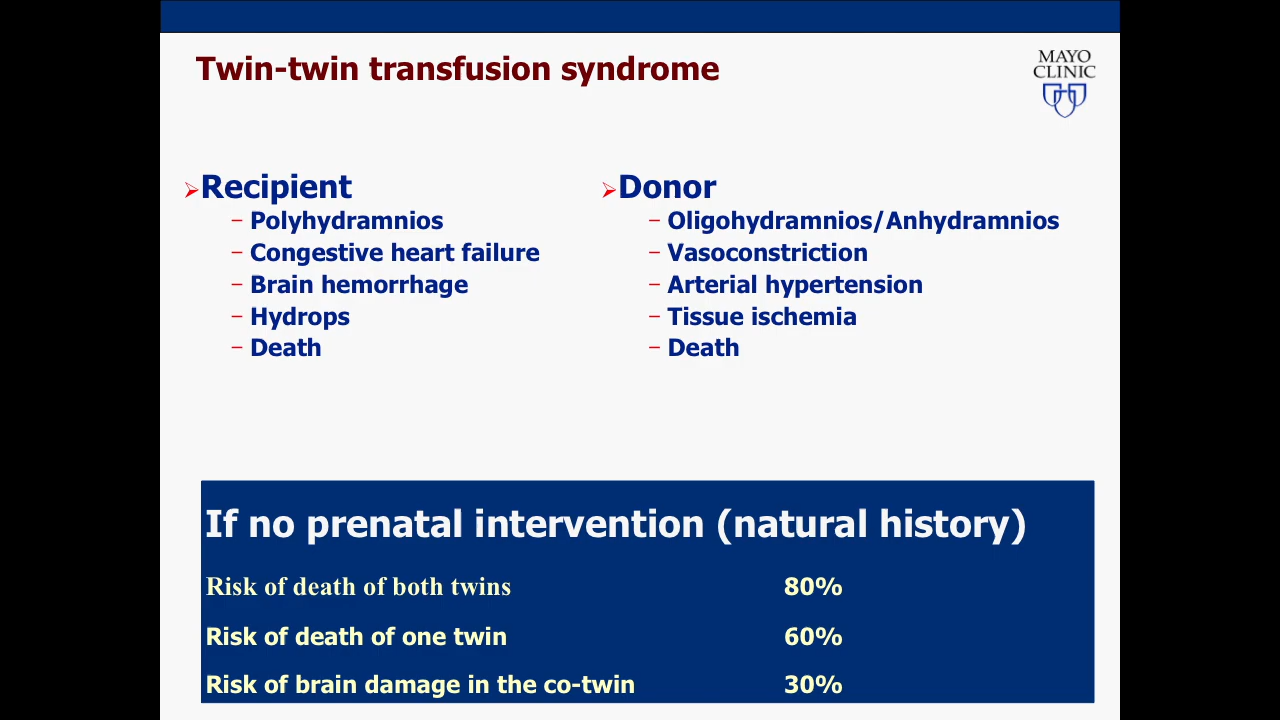 Twin-twin transfusion syndrome
MAYO
CLINIC
Recipient
– Polyhydramnios
– Congestive heart failure
– Brain hemorrhage
– Hydrops
– Death
Donor
– Oligohydramnios/Anhydramnios
– Vasoconstriction
– Arterial hypertension
– Tissue ischemia
– Death
If no prenatal intervention (natural history)
Risk of death of both twins 80%
Risk of death of one twin 60%
Risk of brain damage in the co-twin 30%